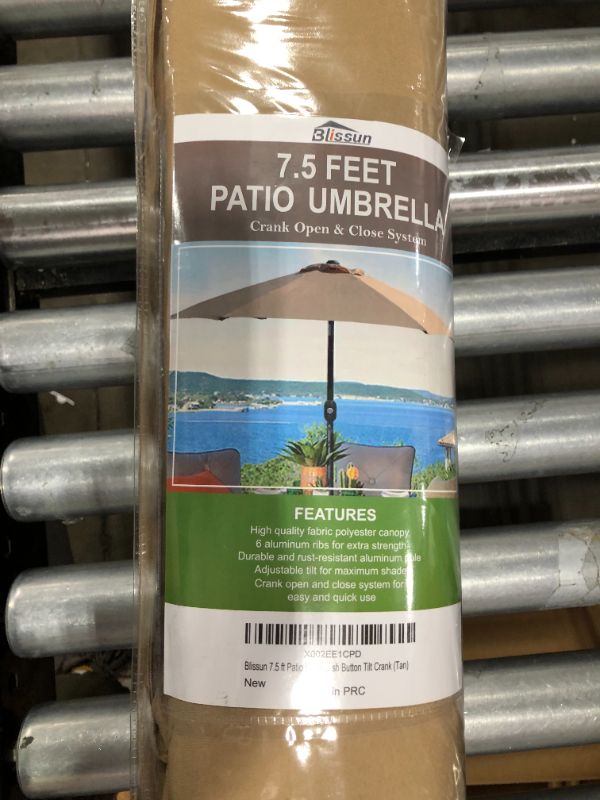 Blissun
7.5 FEET
PATIO UMBRELLA
Crank Open & Close System
FEATURES
High quality fabric polyester canopy
6 aluminum ribs for extra strength
Durable and rust-resistant aluminum pole
Adjustable tilt for maximum shade
Crank open and close system for
easy and quick use
X002EE1CPD
Blissun 7.5 ft Patio Button Tilt Crank (Tan)
New
in PRC